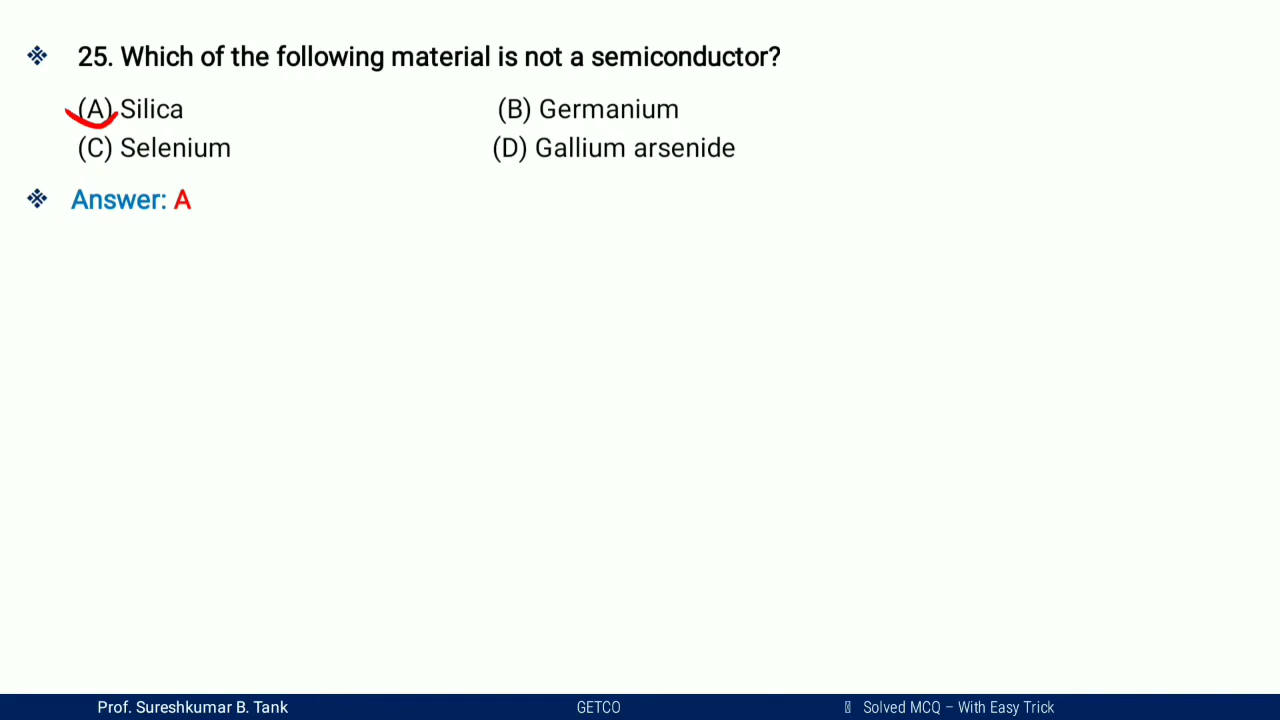 25. Which of the following material is not a semiconductor?
(A) Silica (B) Germanium
(C) Selenium (D) Gallium arsenide
Answer: A
Prof. Sureshkumar B. Tank GETCO Solved MCQ – With Easy Trick